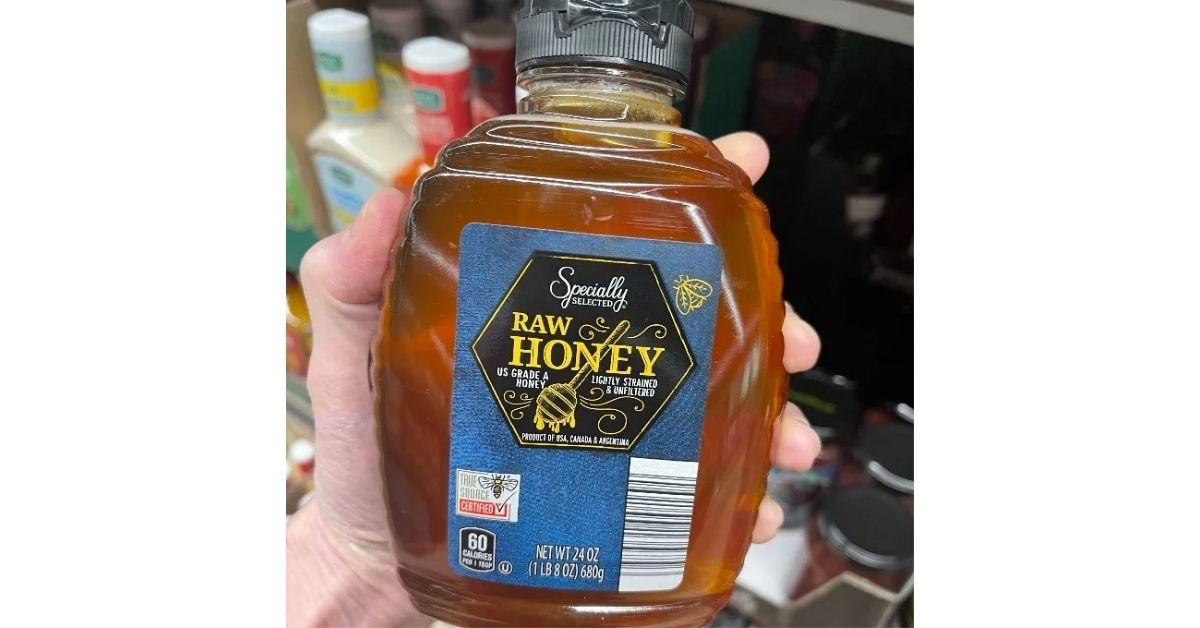 Specially
SELECTED
RAW
HONEY
US GRADE A
HONEY
LIGHTLY STRAINED
& UNFILTERED
PRODUCT OF USA, CANADA & ARGENTINA
TRUE
SOURCE
CERTIFIED
60
CALORIES
PER 1 TBSP
U
NET WT 24 OZ
(1 LB 8 OZ) 680g